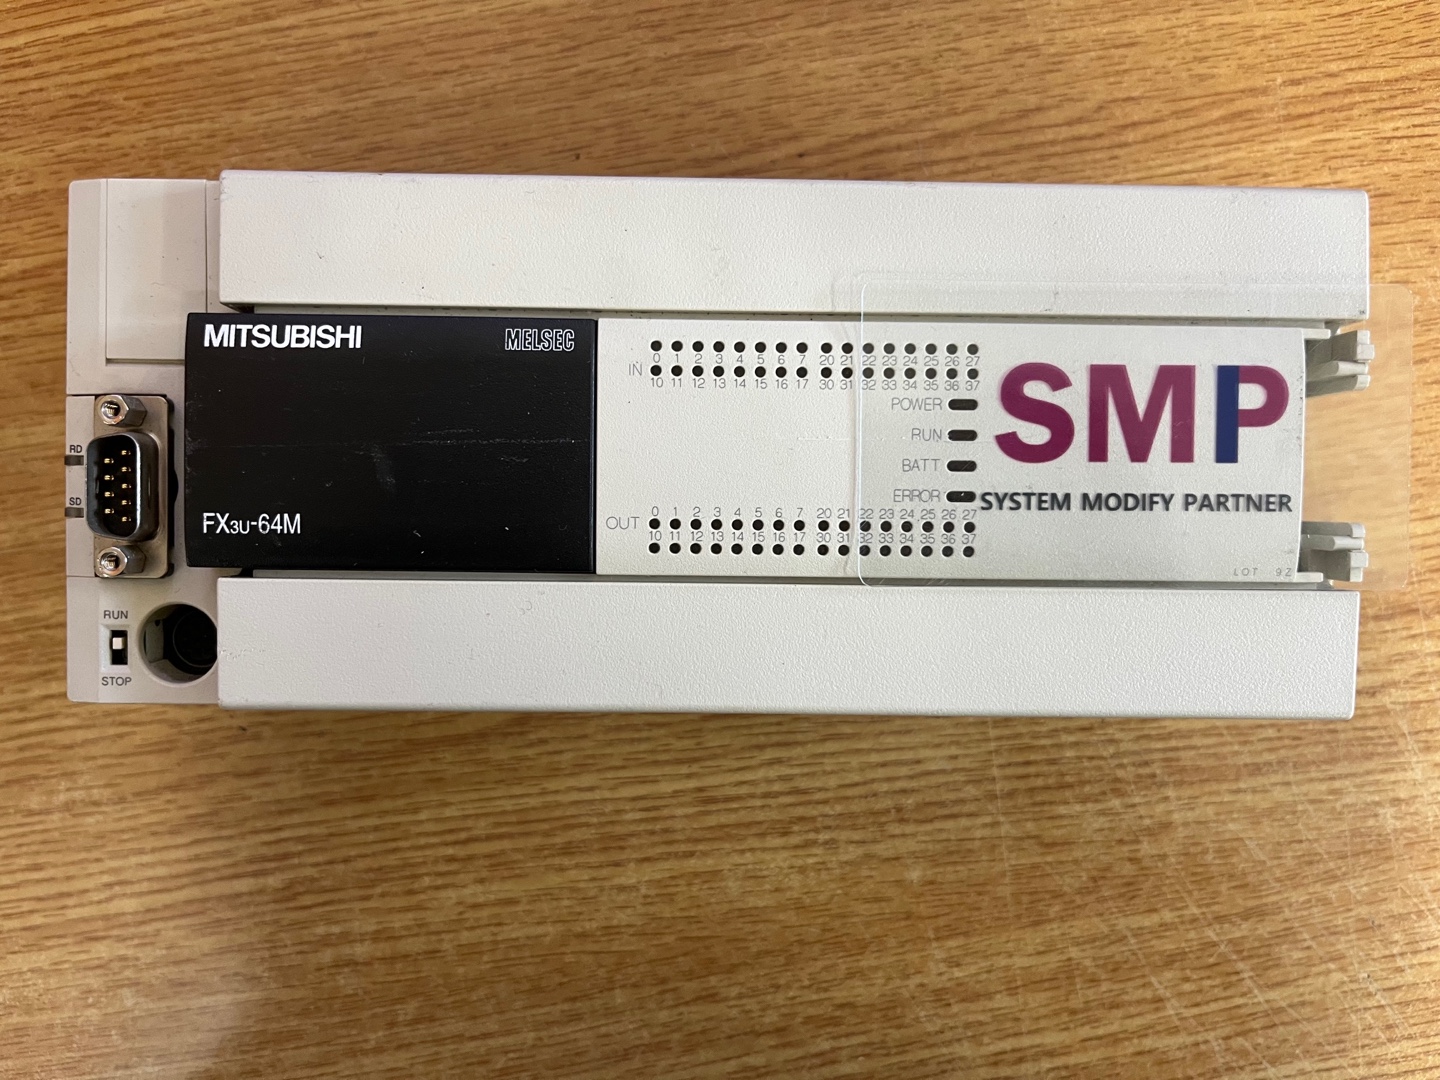 MITSUBISHI
MELSEC
FX3U-64M
IN
0 1 2 3 4 5 6 7 20 21 22 23 24 25 26 27
10 11 12 13 14 15 16 17 30 31 32 33 34 35 36 37
POWER
RUN
BATT
ERROR
OUT
0 1 2 3 4 5 6 7 20 21 22 23 24 25 26 27
10 11 12 13 14 15 16 17 30 31 32 33 34 35 36 37
SMP
SYSTEM MODIFY PARTNER
LOT 9Z
RD
SD
RUN
STOP